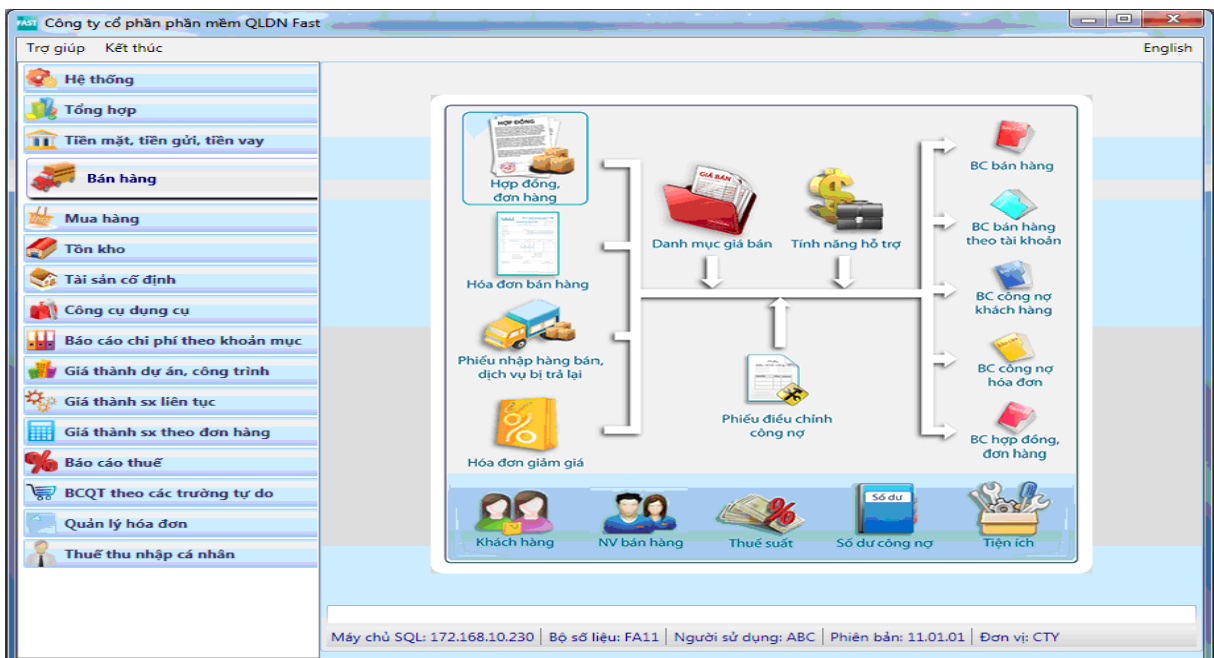 FAST Công ty cổ phần phần mềm QLDN Fast
Trợ giúp Kết thúc English
Hệ thống
Tổng hợp
Tiền mặt, tiền gửi, tiền vay
Bán hàng
Mua hàng
Tồn kho
Tài sản cố định
Công cụ dụng cụ
Báo cáo chi phí theo khoản mục
Giá thành dự án, công trình
Giá thành sx liên tục
Giá thành sx theo đơn hàng
Báo cáo thuế
BCQT theo các trường tự do
Quản lý hóa đơn
Thuế thu nhập cá nhân
HỢP ĐỒNG
Hợp đồng,
đơn hàng
Hóa đơn bán hàng
Phiếu nhập hàng bán,
dịch vụ bị trả lại
Hóa đơn giảm giá
GIÁ BÁN
Danh mục giá bán
Tính năng hỗ trợ
Phiếu điều chỉnh
công nợ
BC bán hàng
BC bán hàng
theo tài khoản
BC công nợ
khách hàng
BC công nợ
hóa đơn
BC hợp đồng,
đơn hàng
Khách hàng
NV bán hàng
Thuế suất
Số dư
Số dư công nợ
Tiện ích
Máy chủ SQL: 172.168.10.230 Bộ số liệu: FA11 Người sử dụng: ABC Phiên bản: 11.01.01 Đơn vị: CTY